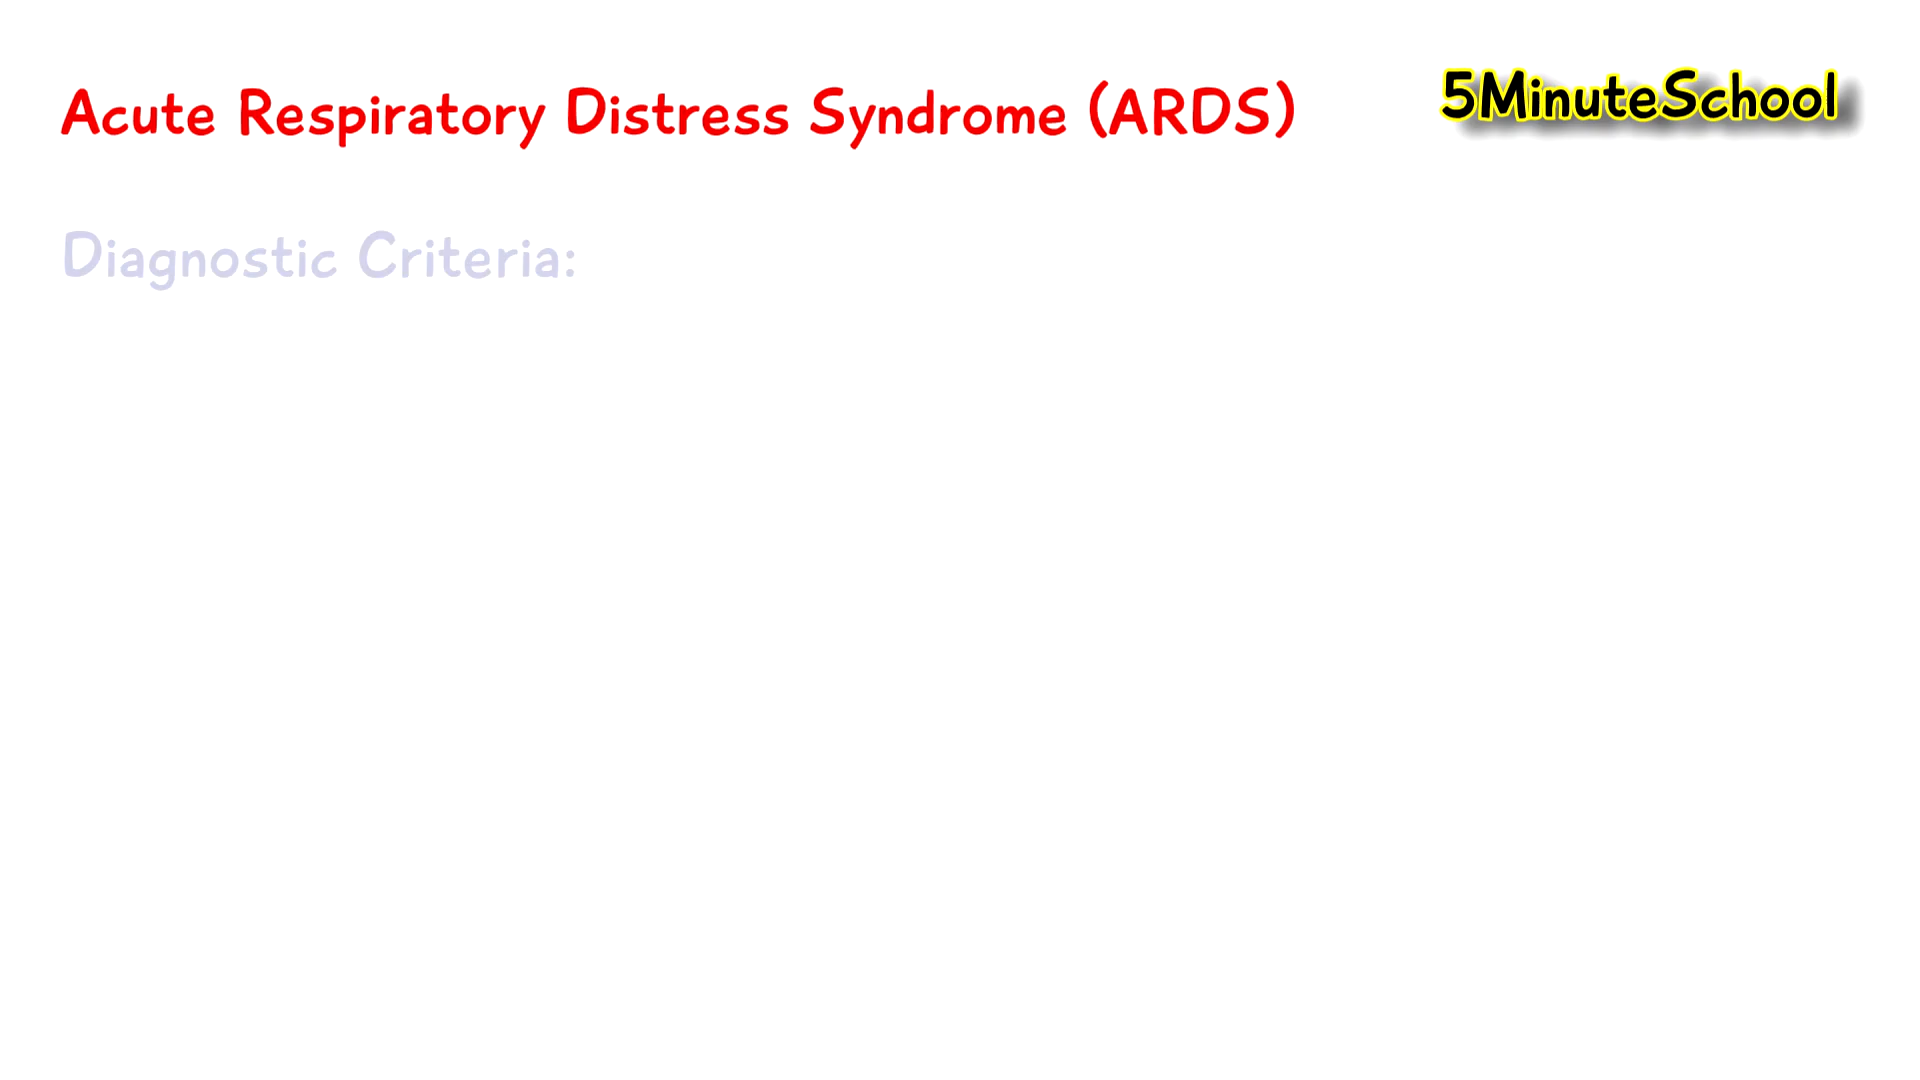 Acute Respiratory Distress Syndrome (ARDS)
5MinuteSchool
Diagnostic Criteria: